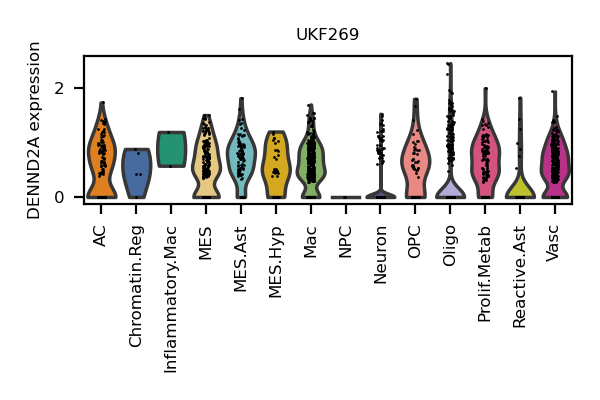 UKF269
DENND2A expression
2
0
AC
Chromatin.Reg
Inflammatory.Mac
MES
MES.Ast
MES.Hyp
Mac
NPC
Neuron
OPC
Oligo
Prolif.Metab
Reactive.Ast
Vasc